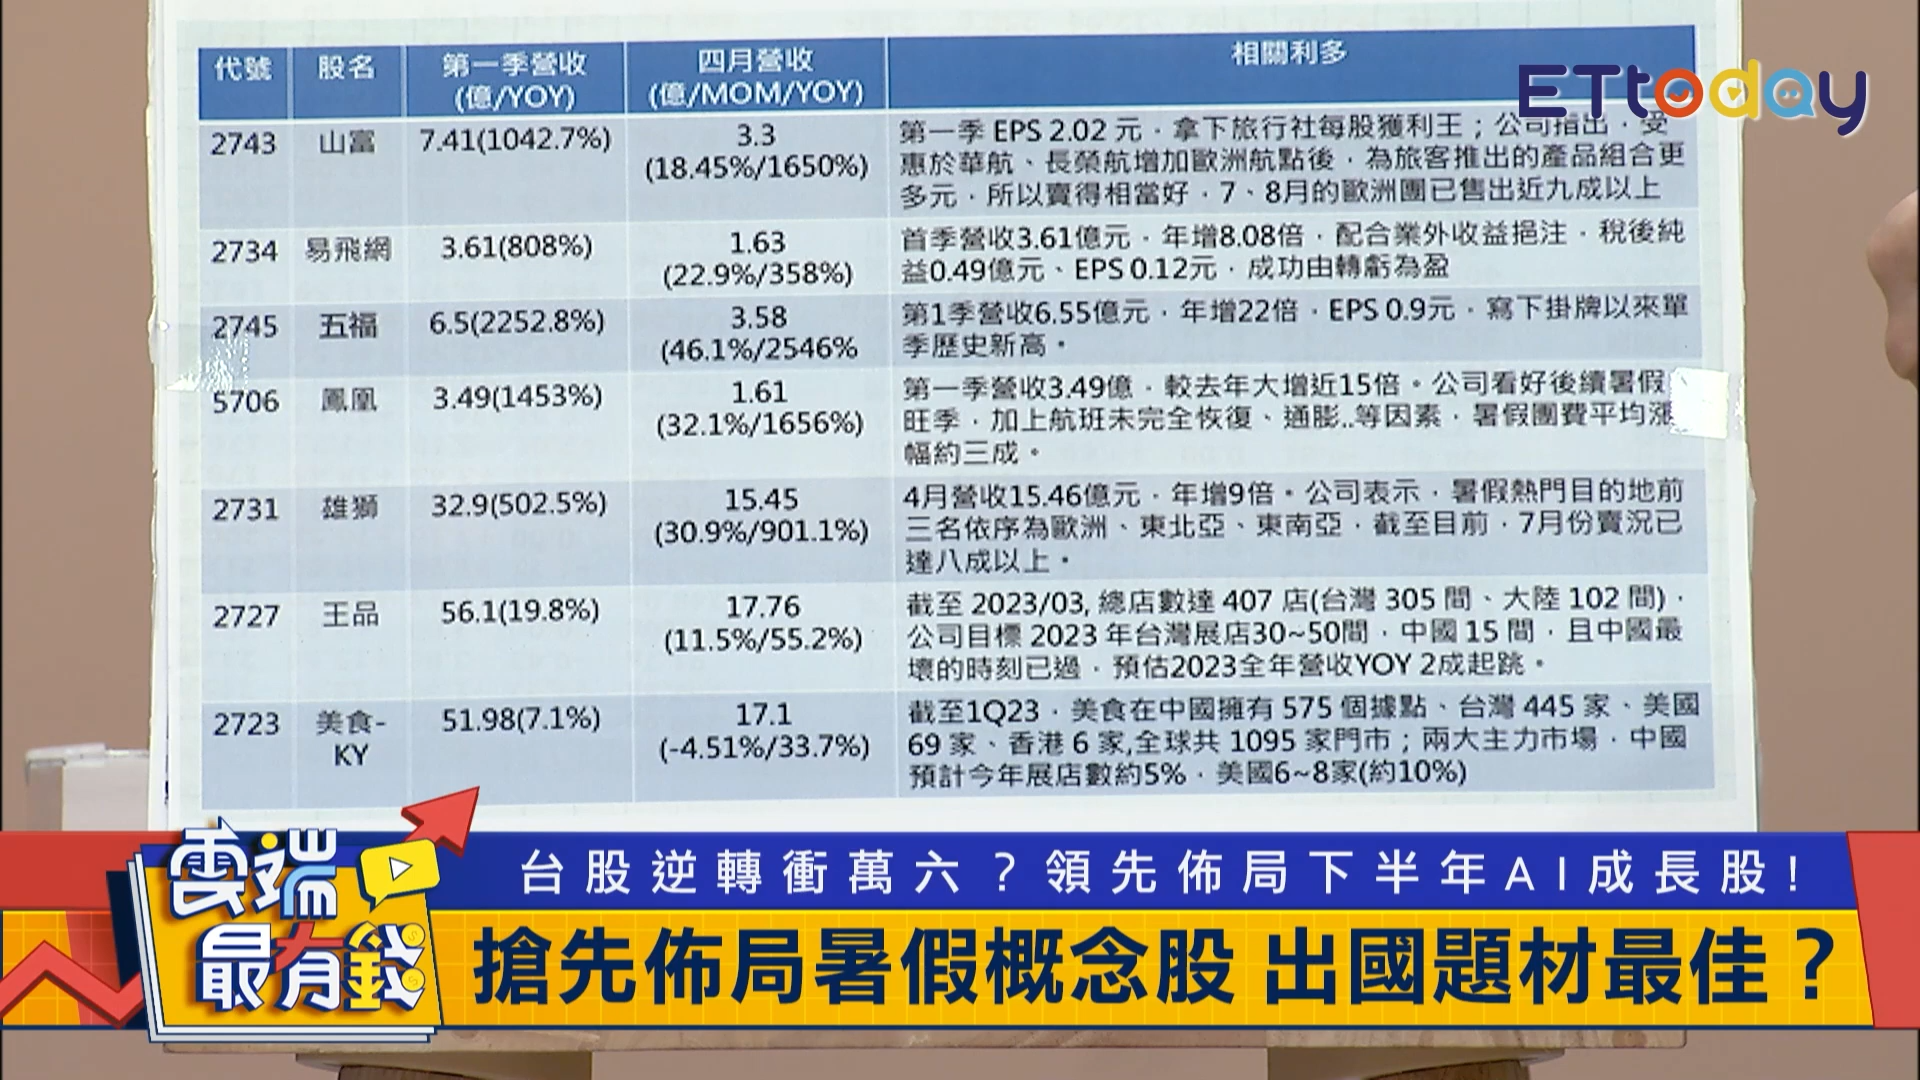 代號 股名 第一季營收 四月營收 相關利多
(億/YOY) (億/MOM/YOY)
ETtoday
2743 山富 7.41(1042.7%) 3.3
(18.45%/1650%)
第一季 EPS 2.02 元，拿下旅行社每股獲利王；公司指出，受
惠於華航、長榮航增加歐洲航點後，為旅客推出的產品組合更
多元，所以賣得相當好，7、8月的歐洲團已售出近九成以上
2734 易飛網 3.61(808%) 1.63
(22.9%/358%)
首季營收3.61億元，年增8.08倍，配合業外收益挹注，稅後純
益0.49億元、EPS 0.12元，成功由轉虧為盈
2745 五福 6.5(2252.8%) 3.58
(46.1%/2546%
第1季營收6.55億元，年增22倍，EPS 0.9元，寫下掛牌以來單
季歷史新高。
5706 鳳凰 3.49(1453%) 1.61
(32.1%/1656%)
第一季營收3.49億，較去年大增近15倍。公司看好後續暑假
旺季，加上航班未完全恢復、通膨..等因素，暑假團費平均漲
幅約三成。
2731 雄獅 32.9(502.5%) 15.45
(30.9%/901.1%)
4月營收15.46億元，年增9倍。公司表示，暑假熱門目的地前
三名依序為歐洲、東北亞、東南亞，截至目前，7月份賣況已
達八成以上。
2727 王品 56.1(19.8%) 17.76
(11.5%/55.2%)
截至 2023/03, 總店數達 407 店(台灣 305 間、大陸 102 間)，
公司目標 2023 年台灣展店30~50間，中國 15 間，且中國最
壞的時刻已過，預估2023全年營收YOY 2成起跳。
2723 美食-
KY
51.98(7.1%) 17.1
(-4.51%/33.7%)
截至1Q23，美食在中國擁有 575 個據點、台灣 445 家、美國
69 家、香港 6 家,全球共 1095 家門市；兩大主力市場，中國
預計今年展店數約5%，美國6~8家(約10%)
雲端
最有錢
台股逆轉衝萬六？領先佈局下半年AI成長股!
搶先佈局暑假概念股 出國題材最佳？